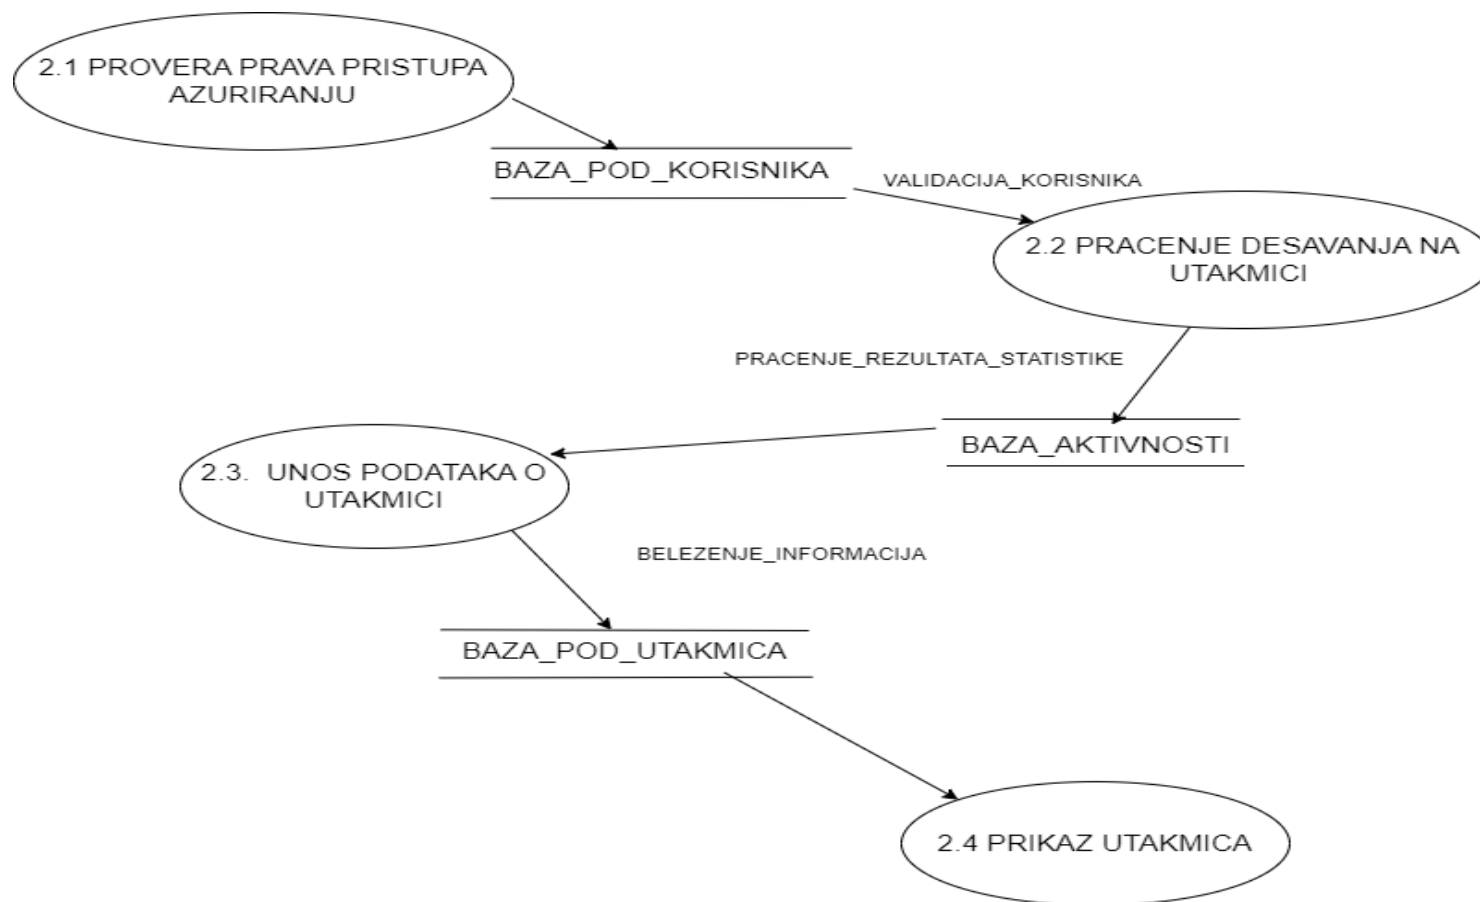 2.1 PROVERA PRAVA PRISTUPA
AZURIRANJU
BAZA_POD_KORISNIKA
VALIDACIJA_KORISNIKA
2.2 PRACENJE DESAVANJA NA
UTAKMICI
PRACENJE_REZULTATA_STATISTIKE
BAZA_AKTIVNOSTI
2.3.  UNOS PODATAKA O
UTAKMICI
BELEZENJE_INFORMACIJA
BAZA_POD_UTAKMICA
2.4 PRIKAZ UTAKMICA